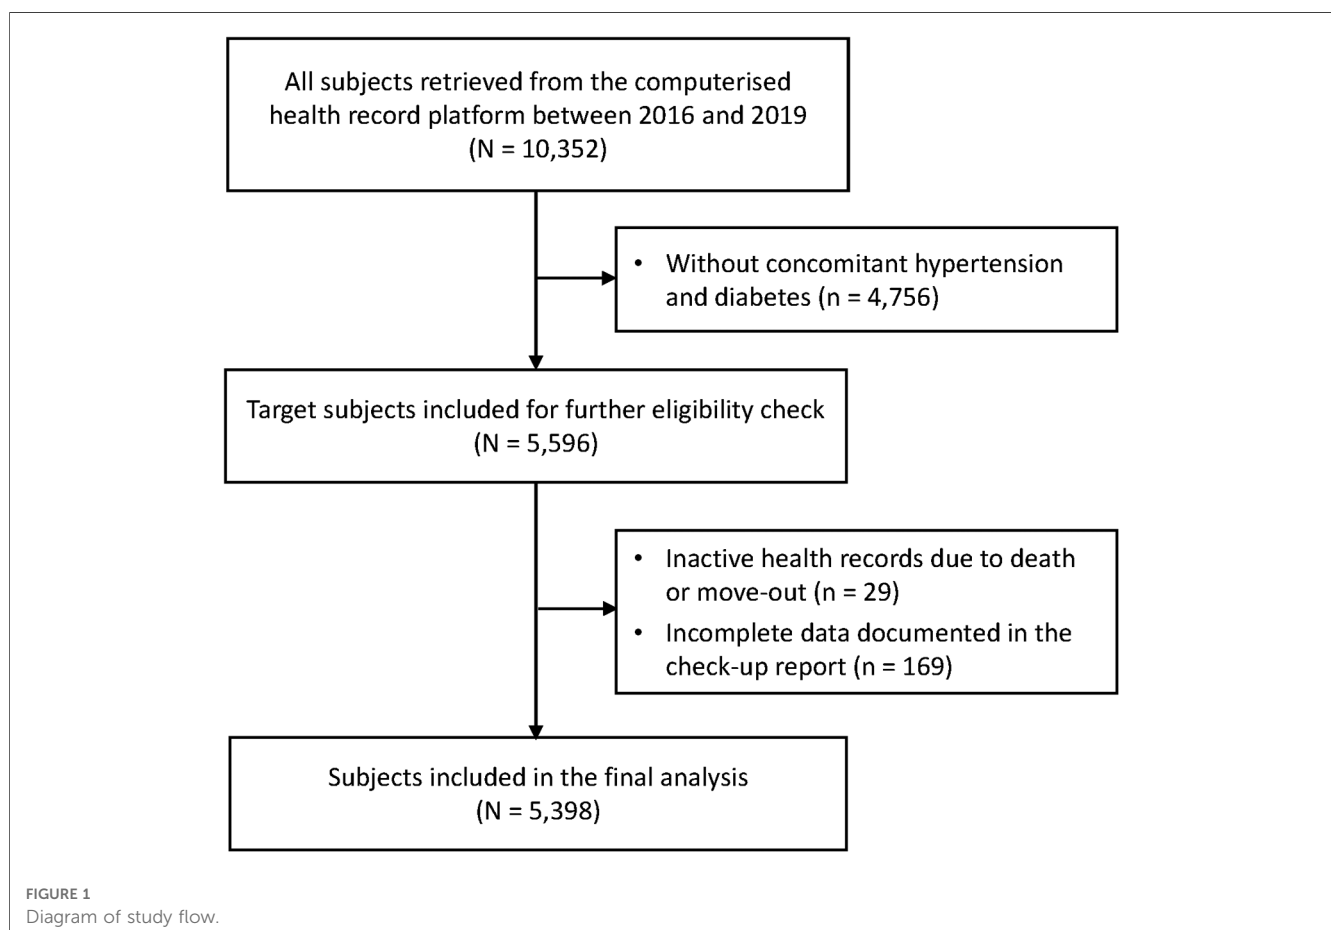 All subjects retrieved from the computerised
health record platform between 2016 and 2019
(N = 10,352)
• Without concomitant hypertension
and diabetes (n = 4,756)
Target subjects included for further eligibility check
(N = 5,596)
• Inactive health records due to death
or move-out (n = 29)
• Incomplete data documented in the
check-up report (n = 169)
Subjects included in the final analysis
(N = 5,398)
FIGURE 1
Diagram of study flow.